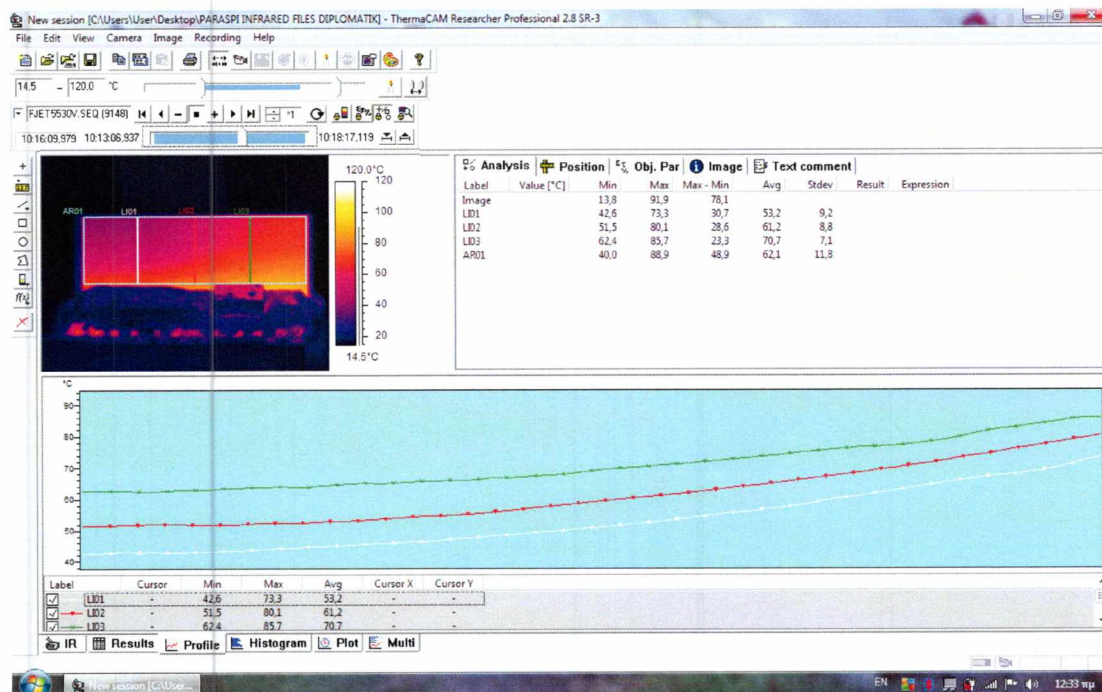 New session [C:\Users\User\Desktop\PARASPI INFRARED FILES DIPLOMATIK] - ThermaCAM Researcher Professional 2.8 SR-3
File Edit View Camera Image Recording Help
14,5 - 120,0 °C
FJET5530V.SEQ (9148) *1
10:16:09,979 10:13:06,937 10:18:17,119
120.0°C
120
100
80
60
40
20
14.5°C
AR01 LI01 LI02 LI03
Analysis Position Obj. Par Image Text comment
Label Value [°C] Min Max Max - Min Avg Stdev Result Expression
Image 13,8 91,9 78,1
LI01 42,6 73,3 30,7 53,2 9,2
LI02 51,5 80,1 28,6 61,2 8,8
LI03 62,4 85,7 23,3 70,7 7,1
AR01 40,0 88,9 48,9 62,1 11,8
f(x)
°C
90
80
70
60
50
40
Label Cursor Min Max Avg Cursor X Cursor Y
LI01 - 42,6 73,3 53,2 - -
LI02 - 51,5 80,1 61,2 - -
LI03 - 62,4 85,7 70,7 - -
IR Results Profile Histogram Plot Multi
New session [C:\User...
EN 12:33 πμ